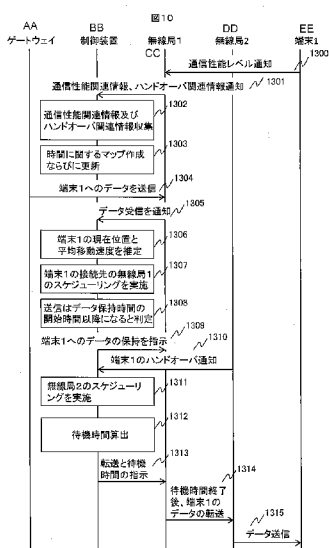 図10
AA
ゲートウェイ
BB
制御装置
CC
無線局1
DD
無線局2
EE
端末1
1300
通信性能レベル通知
1301
通信性能関連情報、ハンドオーバ関連情報通知
1302
通信性能関連情報及び
ハンドオーバ関連情報収集
1303
時間に関するマップ作成
ならびに更新
1304
端末1へのデータを送信
1305
データ受信を通知
1306
端末1の現在位置と
平均移動速度を推定
1307
端末1の接続先の無線局1
のスケジューリングを実施
1308
送信はデータ保持時間の
開始時間以降になると判定
1309
端末1へのデータの保持を指示
1310
端末1のハンドオーバ通知
1311
無線局2のスケジューリ
ングを実施
1312
待機時間算出
1313
転送と待機
時間の指示
1314
待機時間終了
後、端末1の
データの転送
1315
データ送信